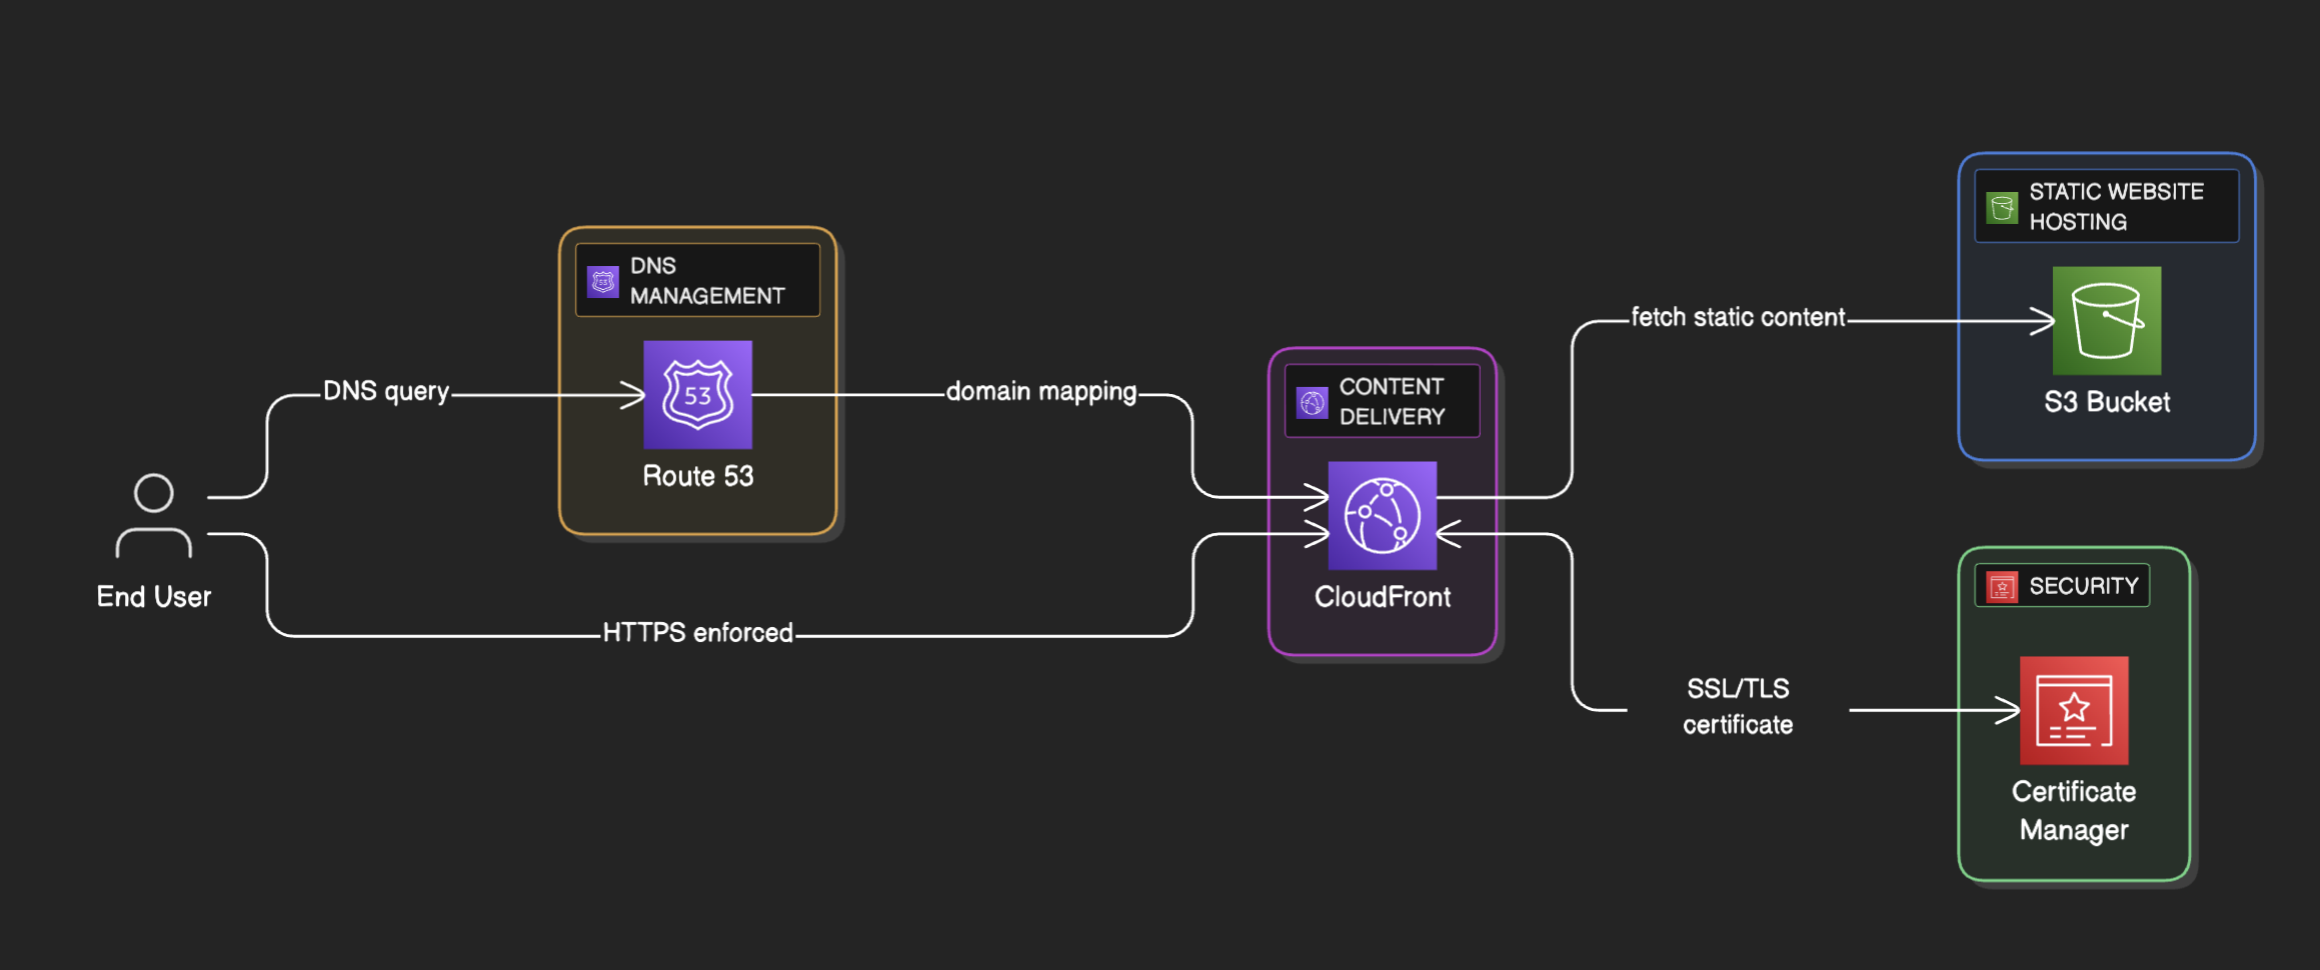 STATIC WEBSITE
HOSTING
S3 Bucket
DNS
MANAGEMENT
53
Route 53
DNS query
domain mapping
fetch static content
CONTENT
DELIVERY
CloudFront
End User
HTTPS enforced
SSL/TLS
certificate
SECURITY
Certificate
Manager